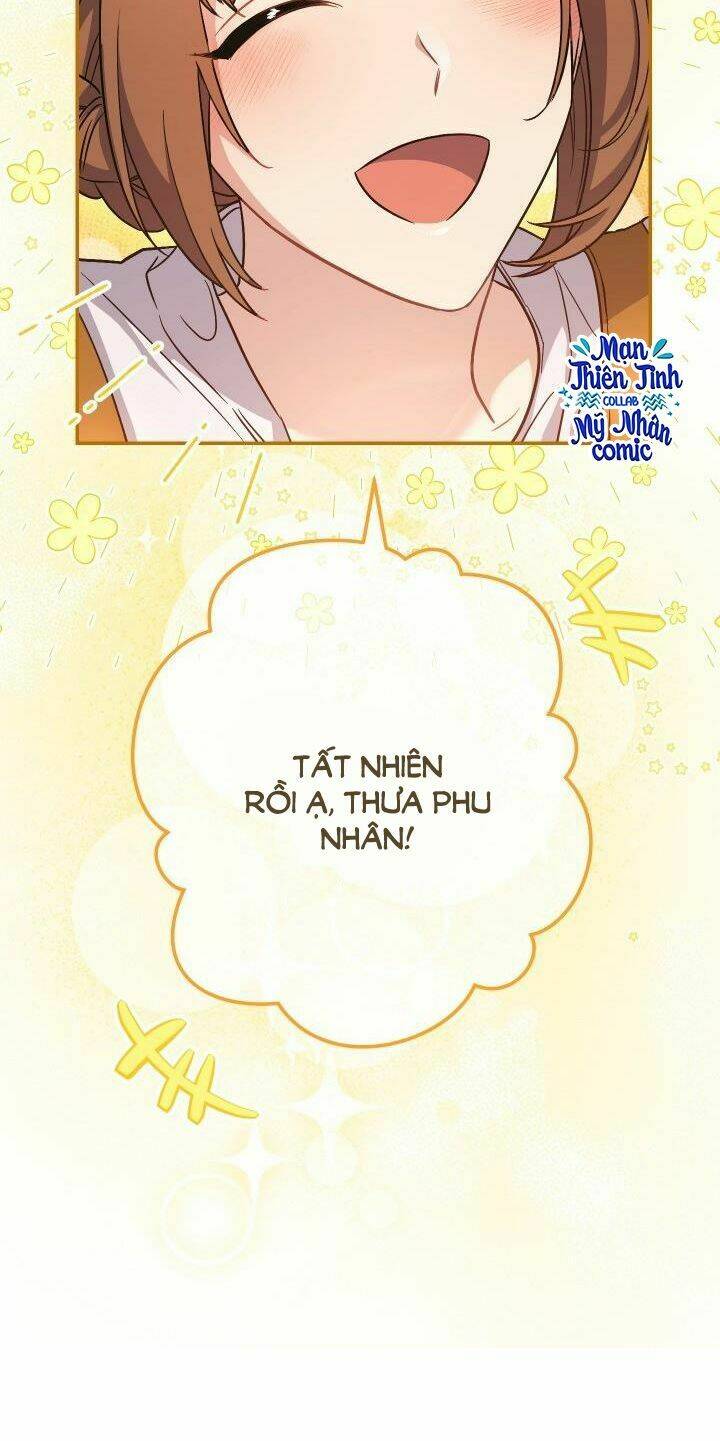 Mạn
Thiên Tinh
COLLAB
Mỹ Nhân
comic
TẤT NHIÊN
RỒI Ạ, THƯA PHU
NHÂN!